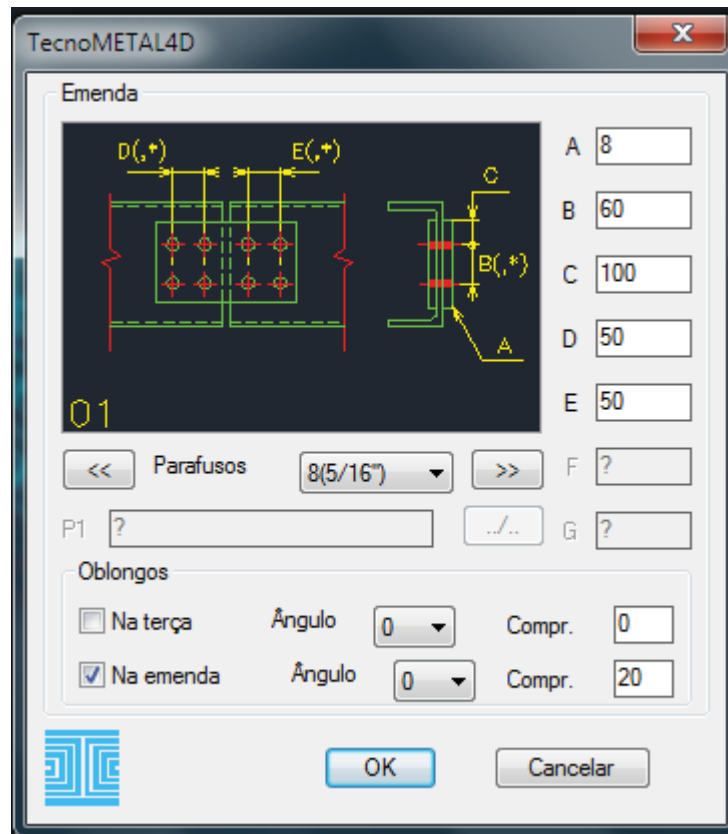 TecnoMETAL4D
Emenda
D(,*) E(,*)
C
B(,*)
A
01
A 8
B 60
C 100
D 50
E 50
<< Parafusos 8(5/16") >> F ?
P1 ? ../.. G ?
Oblongos
Na terça Ângulo 0 Compr. 0
Na emenda Ângulo 0 Compr. 20
OK Cancelar